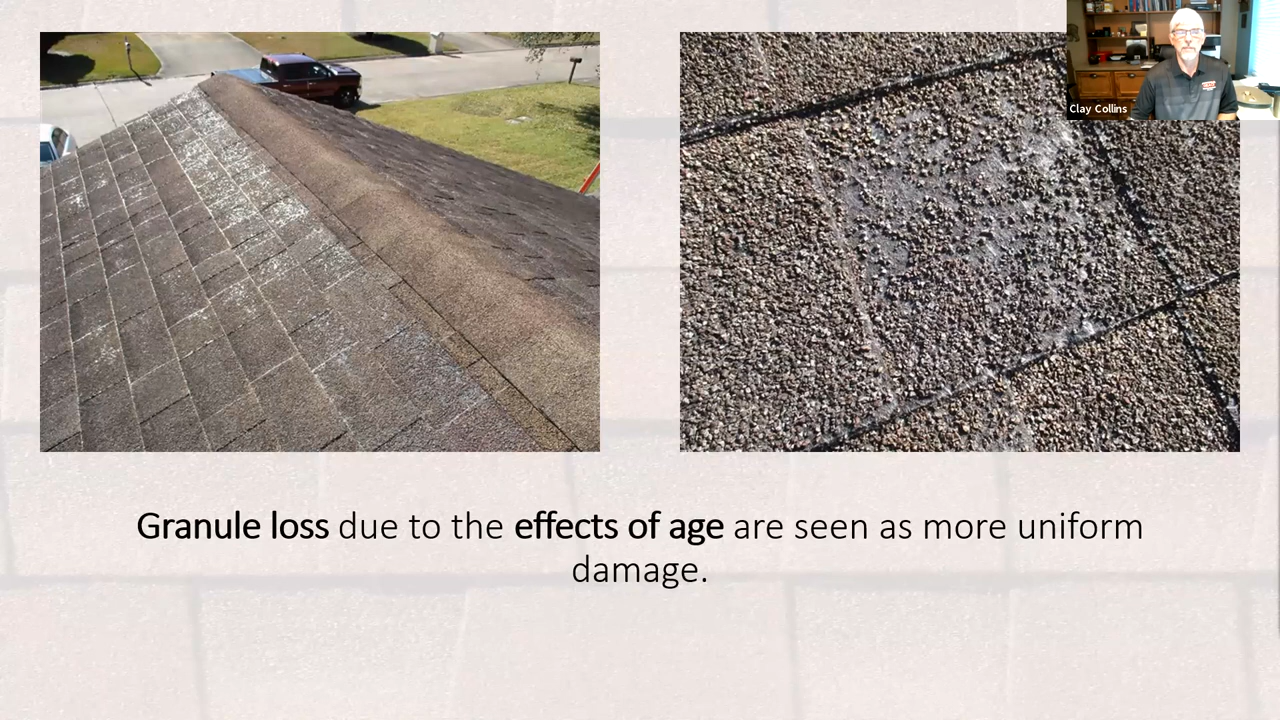 Clay Collins
Granule loss due to the effects of age are seen as more uniform
damage.